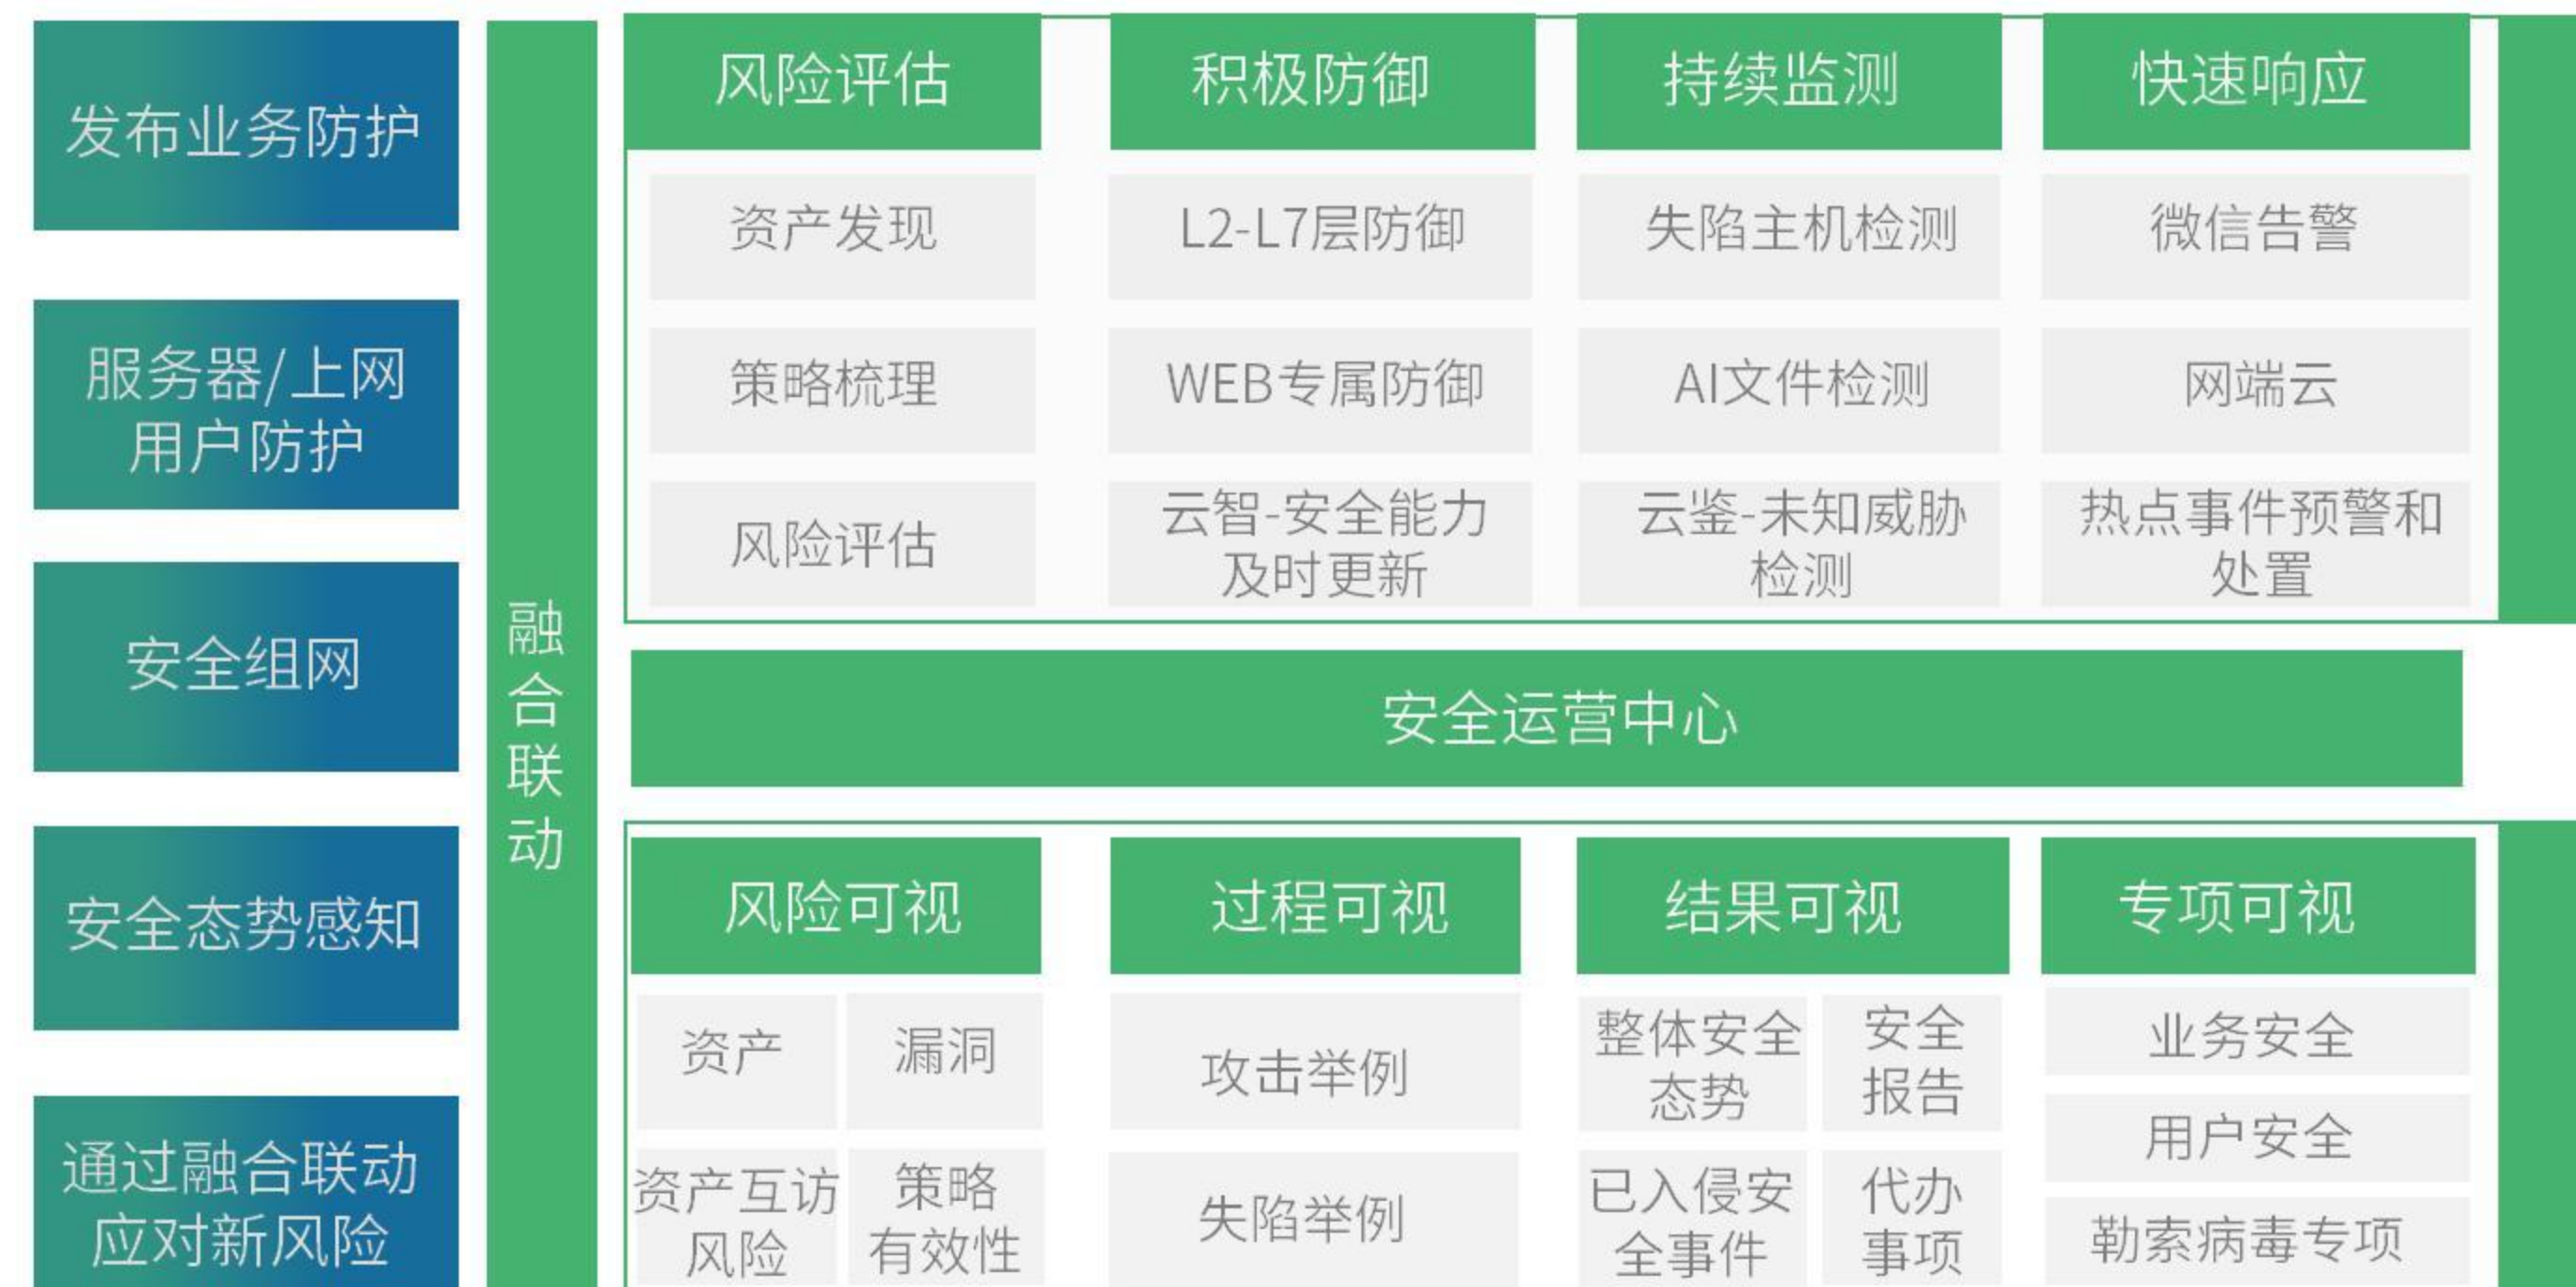 发布业务防护
服务器/上网
用户防护
安全组网
安全态势感知
通过融合联动
应对新风险
融
合
联
动
风险评估
积极防御
持续监测
快速响应
资产发现
L2-L7层防御
失陷主机检测
微信告警
策略梳理
WEB专属防御
AI文件检测
网端云
风险评估
云智-安全能力
及时更新
云鉴-未知威胁
检测
热点事件预警和
处置
安全运营中心
风险可视
过程可视
结果可视
专项可视
资产
漏洞
攻击举例
整体安全
态势
安全
报告
业务安全
用户安全
资产互访
风险
策略
有效性
失陷举例
已入侵安
全事件
代办
事项
勒索病毒专项